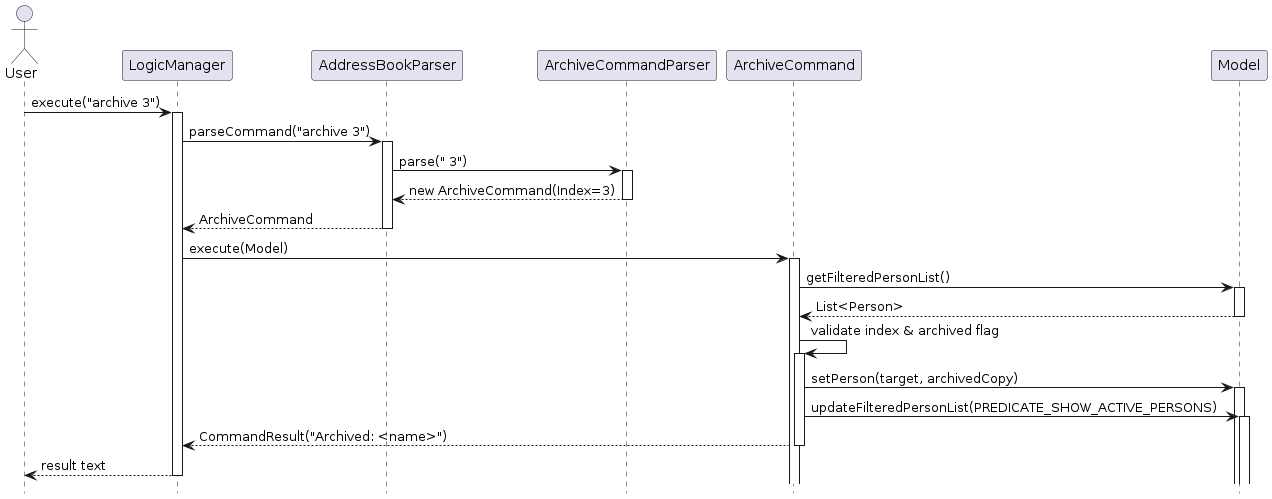 User
LogicManager
AddressBookParser
ArchiveCommandParser
ArchiveCommand
Model
execute("archive 3")
parseCommand("archive 3")
parse(" 3")
new ArchiveCommand(Index=3)
ArchiveCommand
execute(Model)
getFilteredPersonList()
List<Person>
validate index & archived flag
setPerson(target, archivedCopy)
updateFilteredPersonList(PREDICATE_SHOW_ACTIVE_PERSONS)
CommandResult("Archived: <name>")
result text